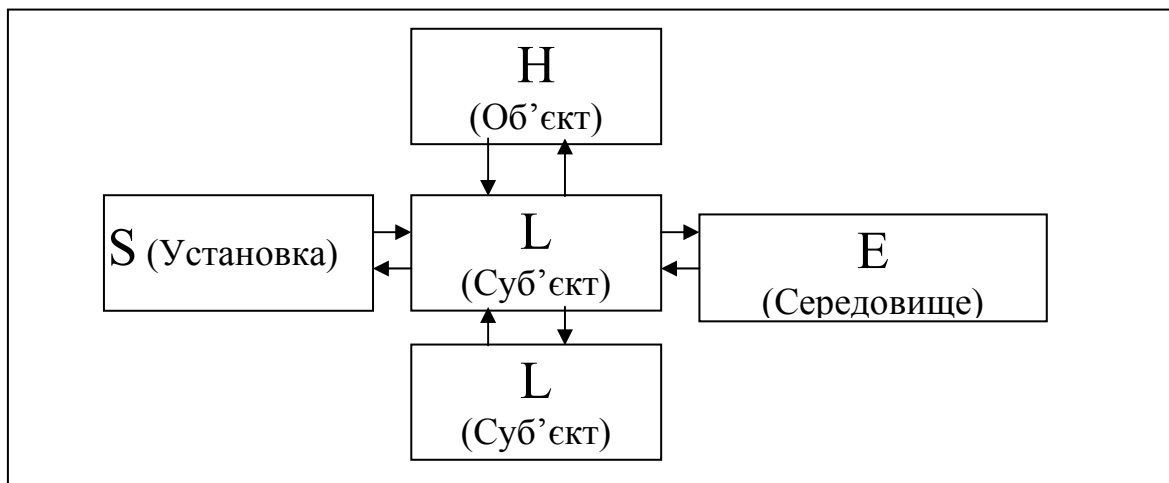 H
(Об’єкт)
S (Установка)
L
(Суб’єкт)
E
(Середовище)
L
(Суб’єкт)